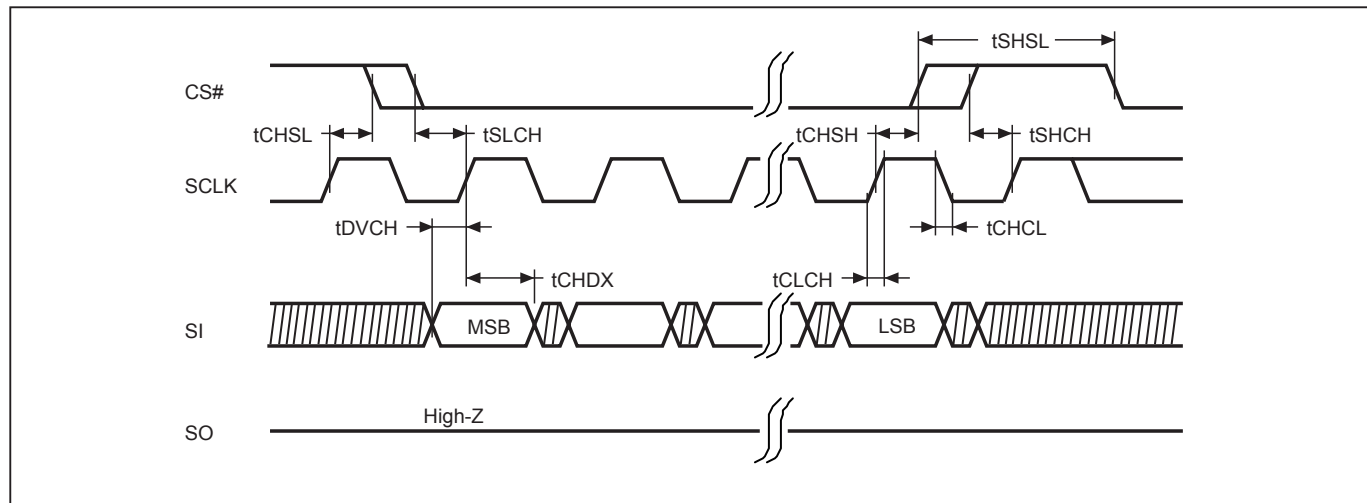 tSHSL
CS#
tCHSL
tSLCH
tCHSH
tSHCH
SCLK
tDVCH
tCHCL
tCHDX
tCLCH
SI
MSB
LSB
High-Z
SO